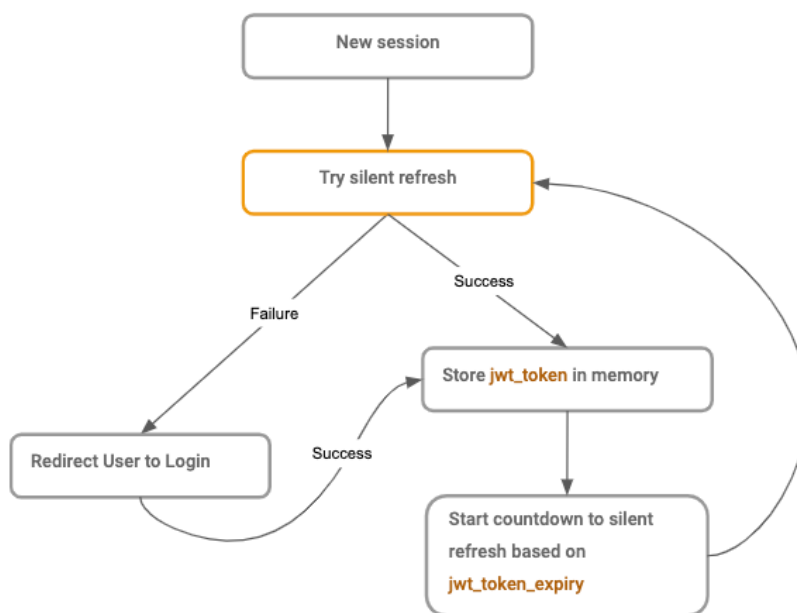 New session
Try silent refresh
Success
Failure
Store jwt_token in memory
Success
Redirect User to Login
Start countdown to silent
refresh based on
jwt_token_expiry